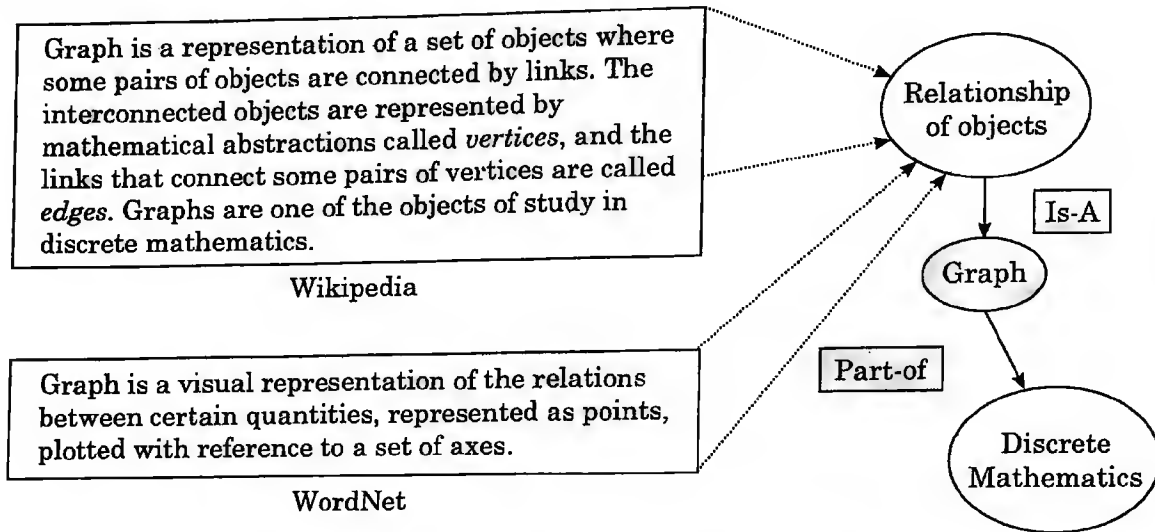 Graph is a representation of a set of objects where
some pairs of objects are connected by links. The
interconnected objects are represented by
mathematical abstractions called vertices, and the
links that connect some pairs of vertices are called
edges. Graphs are one of the objects of study in
discrete mathematics.
Wikipedia
Graph is a visual representation of the relations
between certain quantities, represented as points,
plotted with reference to a set of axes.
WordNet
Relationship
of objects
Is-A
Graph
Part-of
Discrete
Mathematics